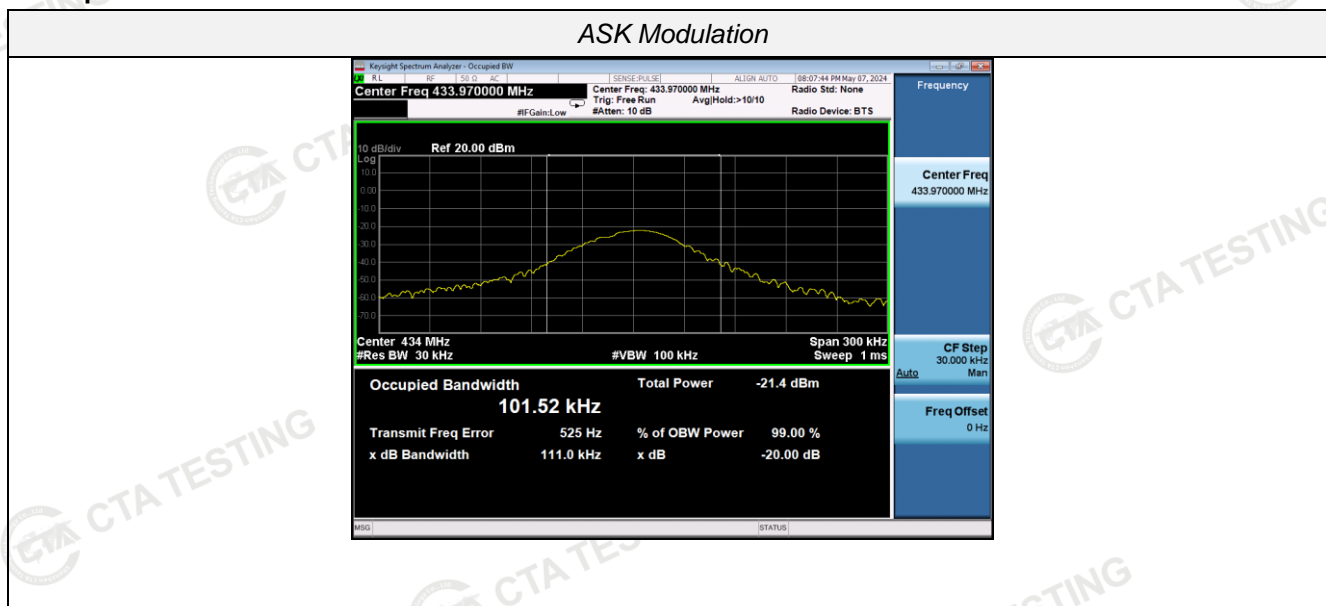 ASK Modulation
Keysight Spectrum Analyzer - Occupied BW
RL RF 50 Ω AC SENSE:PULSE ALIGN AUTO 08:07:44 PM May 07, 2024
Center Freq 433.970000 MHz
Center Freq: 433.970000 MHz Radio Std: None
Trig: Free Run Avg|Hold:>10/10
#IFGain:Low #Atten: 10 dB Radio Device: BTS
Frequency
10 dB/div Ref 20.00 dBm
Log
10.0
0.00
-10.0
-20.0
-30.0
-40.0
-50.0
-60.0
-70.0
Center 434 MHz Span 300 kHz
#Res BW 30 kHz #VBW 100 kHz Sweep 1 ms
Center Freq
433.970000 MHz
CF Step
30.000 kHz
Auto Man
Freq Offset
0 Hz
Occupied Bandwidth Total Power -21.4 dBm
101.52 kHz
Transmit Freq Error 525 Hz % of OBW Power 99.00 %
x dB Bandwidth 111.0 kHz x dB -20.00 dB
MSG STATUS
CTA TESTING
CTA TESTING